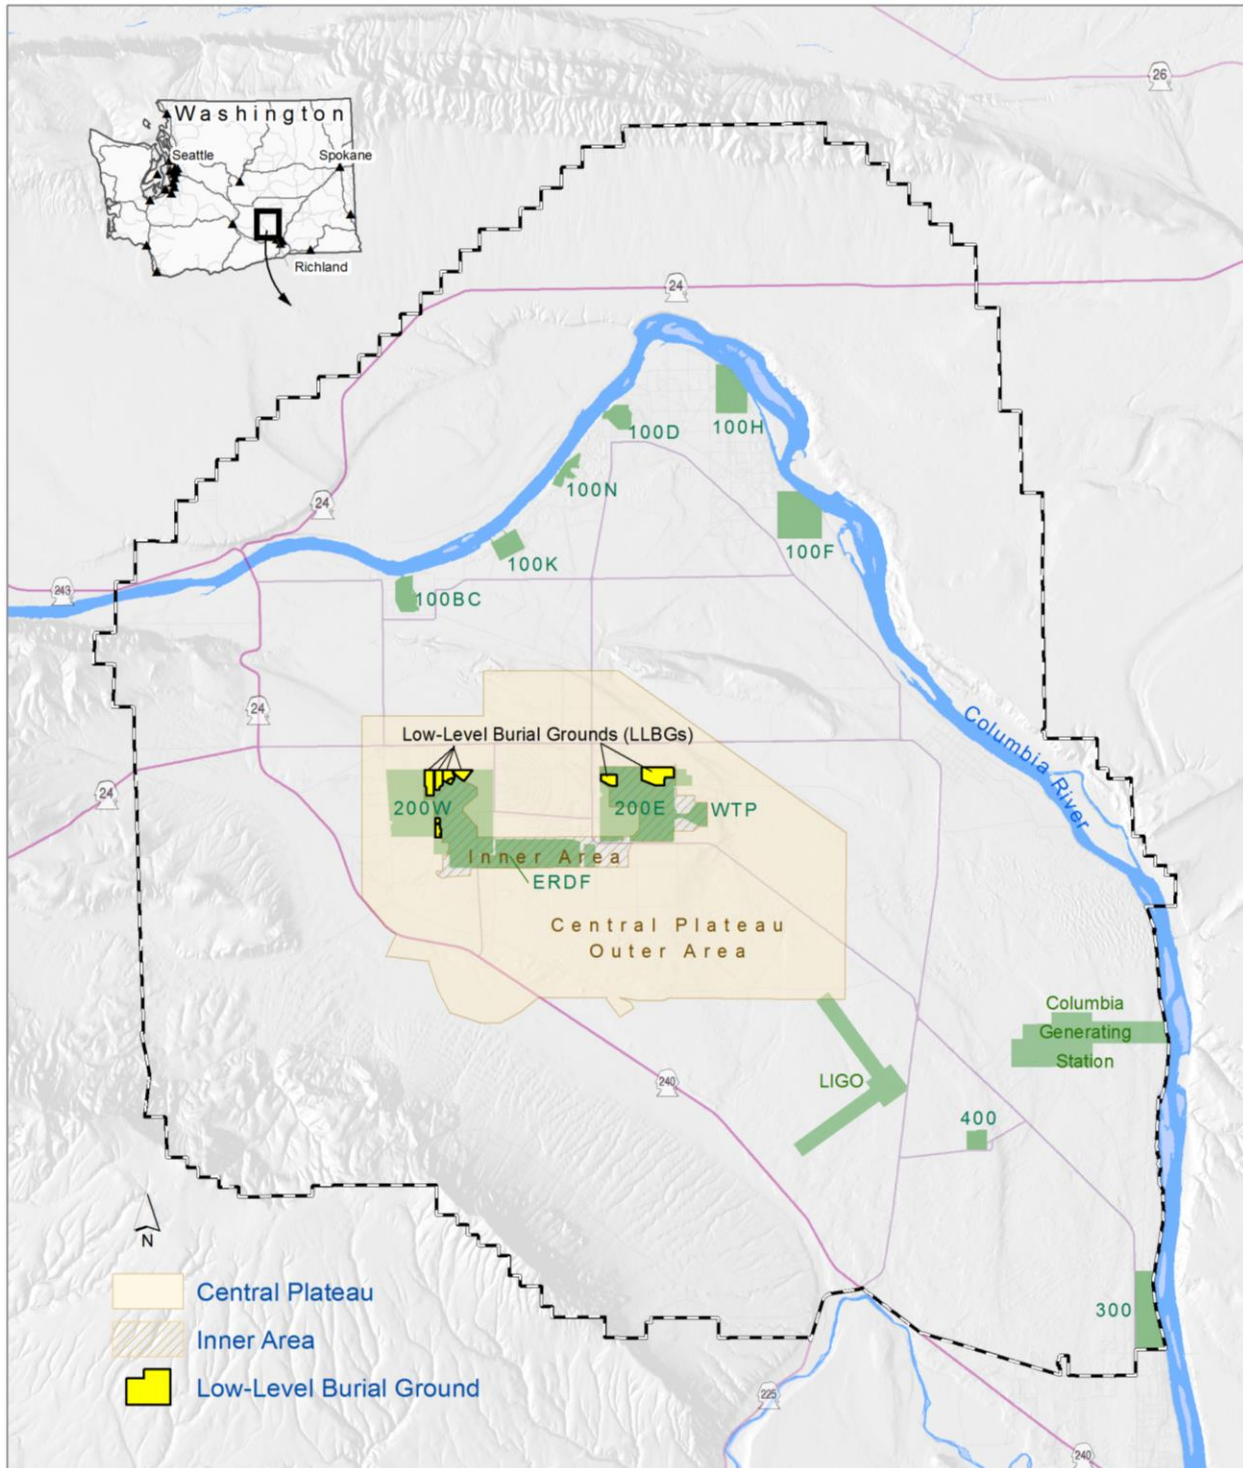 Washington
26
Seattle
Spokane
Richland
24
100H
100D
100N
24
100F
100K
243
100BC
24
Columbia River
Low-Level Burial Grounds (LLBGs)
24
200W
200E
WTP
Inner Area
ERDF
Central Plateau
Outer Area
Columbia
Generating
Station
LIGO
240
400
N
Central Plateau
300
Inner Area
Low-Level Burial Ground
225
240